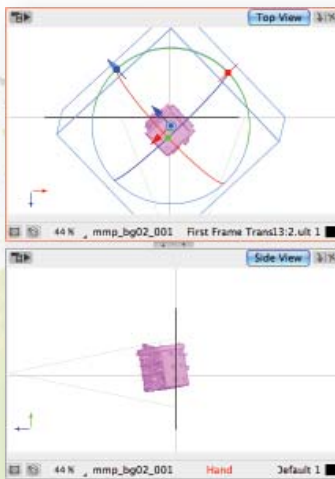 Top View
44% mmp_bg02_001 First Frame Trans13:2.ult 1
Side View
44% mmp_bg02_001 Hand Default 1